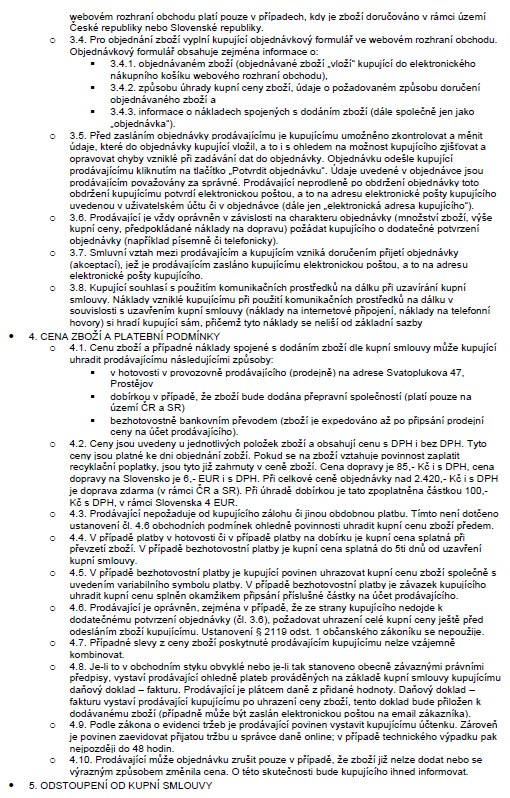 webovém rozhraní obchodu platí pouze v případech, kdy je zboží doručováno v rámci území
České republiky nebo Slovenské republiky.
o 3.4. Pro objednání zboží vyplní kupující objednávkový formulář ve webovém rozhraní obchodu.
Objednávkový formulář obsahuje zejména informace o:
▪ 3.4.1. objednávaném zboží (objednávané zboží „vloží“ kupující do elektronického
nákupního košíku webového rozhraní obchodu),
▪ 3.4.2. způsobu úhrady kupní ceny zboží, údaje o požadovaném způsobu doručení
objednávaného zboží a
▪ 3.4.3. informace o nákladech spojených s dodáním zboží (dále společně jen jako
„objednávka“).
o 3.5. Před zasláním objednávky prodávajícímu je kupujícímu umožněno zkontrolovat a měnit
údaje, které do objednávky kupující vložil, a to i s ohledem na možnost kupujícího zjišťovat a
opravovat chyby vzniklé při zadávání dat do objednávky. Objednávku odešle kupující
prodávajícímu kliknutím na tlačítko „Potvrdit objednávku“. Údaje uvedené v objednávce jsou
prodávajícím považovány za správné. Prodávající neprodleně po obdržení objednávky toto
obdržení kupujícímu potvrdí elektronickou poštou, a to na adresu elektronické pošty kupujícího
uvedenou v uživatelském účtu či v objednávce (dále jen „elektronická adresa kupujícího“).
o 3.6. Prodávající je vždy oprávněn v závislosti na charakteru objednávky (množství zboží, výše
kupní ceny, předpokládané náklady na dopravu) požádat kupujícího o dodatečné potvrzení
objednávky (například písemně či telefonicky).
o 3.7. Smluvní vztah mezi prodávajícím a kupujícím vzniká doručením přijetí objednávky
(akceptací), jež je prodávajícím zasláno kupujícímu elektronickou poštou, a to na adresu
elektronické pošty kupujícího.
o 3.8. Kupující souhlasí s použitím komunikačních prostředků na dálku při uzavírání kupní
smlouvy. Náklady vzniklé kupujícímu při použití komunikačních prostředků na dálku v
souvislosti s uzavřením kupní smlouvy (náklady na internetové připojení, náklady na telefonní
hovory) si hradí kupující sám, přičemž tyto náklady se neliší od základní sazby
• 4. CENA ZBOŽÍ A PLATEBNÍ PODMÍNKY
o 4.1. Cenu zboží a případné náklady spojené s dodáním zboží dle kupní smlouvy může kupující
uhradit prodávajícímu následujícími způsoby:
▪ v hotovosti v provozovně prodávajícího (prodejně) na adrese Svatoplukova 47,
Prostějov
▪ dobírkou v případě, že zboží bude dodána přepravní společností (platí pouze na
území ČR a SR)
▪ bezhotovostně bankovním převodem (zboží je expedováno až po připsání prodejní
ceny na účet prodávajícího).
o 4.2. Ceny jsou uvedeny u jednotlivých položek zboží a obsahují cenu s DPH i bez DPH. Tyto
ceny jsou platné ke dni objednání zobží. Pokud se na zboží vztahuje povinnost zaplatit
recyklační poplatky, jsou tyto již zahrnuty v ceně zboží. Cena dopravy je 85,- Kč i s DPH, cena
dopravy na Slovensko je 6,- EUR i s DPH. Při celkové ceně objednávky nad 2.420,- Kč i s DPH
je doprava zdarma (v rámci ČR a SR). Při úhradě dobírkou je tato zpoplatněna částkou 100,-
Kč s DPH, v rámci Slovenska 4 EUR.
o 4.3. Prodávající nepožaduje od kupujícího zálohu či jinou obdobnou platbu. Tímto není dotčeno
ustanovení čl. 4.6 obchodních podmínek ohledně povinnosti uhradit kupní cenu zboží předem.
o 4.4. V případě platby v hotovosti či v případě platby na dobírku je kupní cena splatná při
převzetí zboží. V případě bezhotovostní platby je kupní cena splatná do 5ti dnů od uzavření
kupní smlouvy.
o 4.5. V případě bezhotovostní platby je kupující povinen uhrazovat kupní cenu zboží společně s
uvedením variabilního symbolu platby. V případě bezhotovostní platby je závazek kupujícího
uhradit kupní cenu splněn okamžikem připsání příslušné částky na účet prodávajícího.
o 4.6. Prodávající je oprávněn, zejména v případě, že ze strany kupujícího nedojde k
dodatečnému potvrzení objednávky (čl. 3.6), požadovat uhrazení celé kupní ceny ještě před
odesláním zboží kupujícímu. Ustanovení § 2119 odst. 1 občanského zákoníku se nepoužije.
o 4.7. Případné slevy z ceny zboží poskytnuté prodávajícím kupujícímu nelze vzájemně
kombinovat.
o 4.8. Je-li to v obchodním styku obvyklé nebo je-li tak stanoveno obecně závaznými právními
předpisy, vystaví prodávající ohledně plateb prováděných na základě kupní smlouvy kupujícímu
daňový doklad – fakturu. Prodávající je plátcem daně z přidané hodnoty. Daňový doklad –
fakturu vystaví prodávající kupujícímu po uhrazení ceny zboží, tento doklad bude přiložen k
dodávanému zboží (případně může být zaslán elektronickou poštou na email zákazníka).
o 4.9. Podle zákona o evidenci tržeb je prodávající povinen vystavit kupujícímu účtenku. Zároveň
je povinen zaevidovat přijatou tržbu u správce daně online; v případě technického výpadku pak
nejpozději do 48 hodin.
o 4.10. Prodávající může objednávku zrušit pouze v případě, že zboží již nelze dodat nebo se
výrazným způsobem změnila cena. O této skutečnosti bude kupujícího ihned informovat.
• 5. ODSTOUPENÍ OD KUPNÍ SMLOUVY